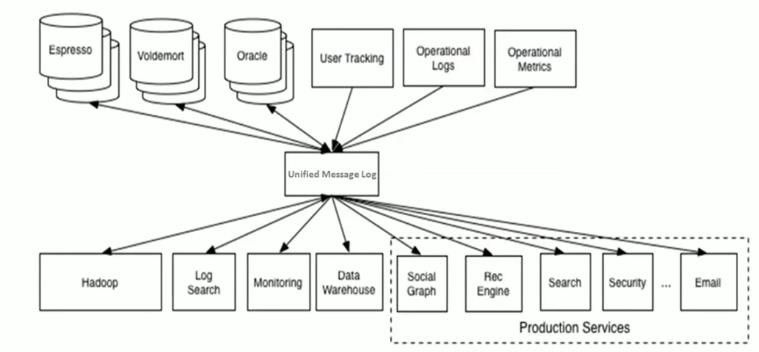 Espresso
Voldemort
Oracle
User Tracking
Operational
Logs
Operational
Metrics
Unified Message Log
Hadoop
Log
Search
Monitoring
Data
Warehouse
Social
Graph
Rec
Engine
Search
Security
...
Email
Production Services